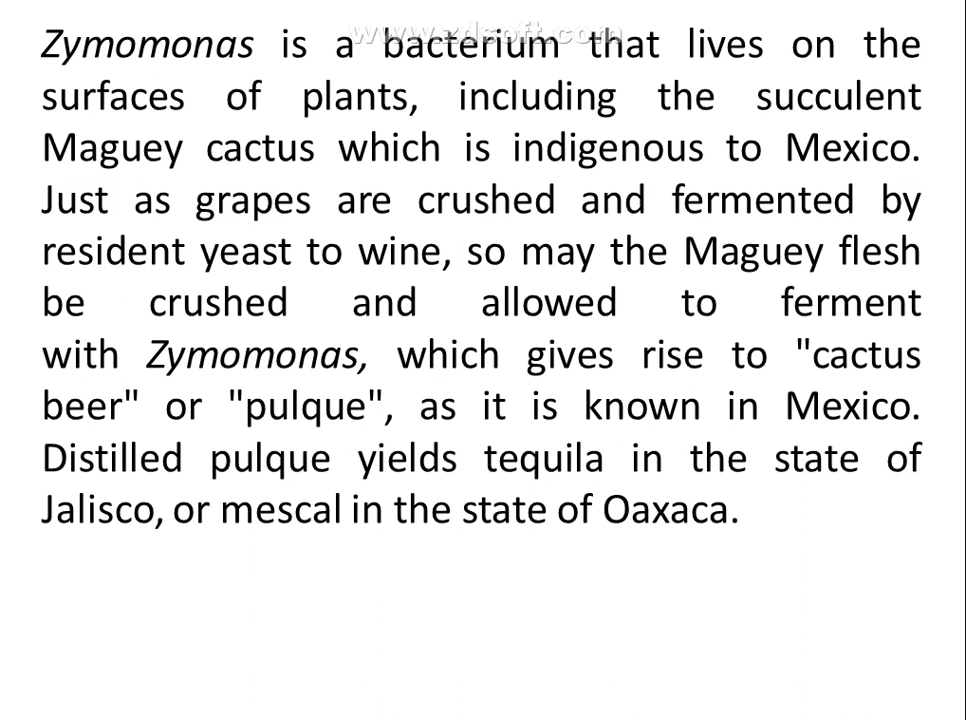 www.zdsoft.com
Zymomonas is a bacterium that lives on the
surfaces of plants, including the succulent
Maguey cactus which is indigenous to Mexico.
Just as grapes are crushed and fermented by
resident yeast to wine, so may the Maguey flesh
be crushed and allowed to ferment
with Zymomonas, which gives rise to "cactus
beer" or "pulque", as it is known in Mexico.
Distilled pulque yields tequila in the state of
Jalisco, or mescal in the state of Oaxaca.